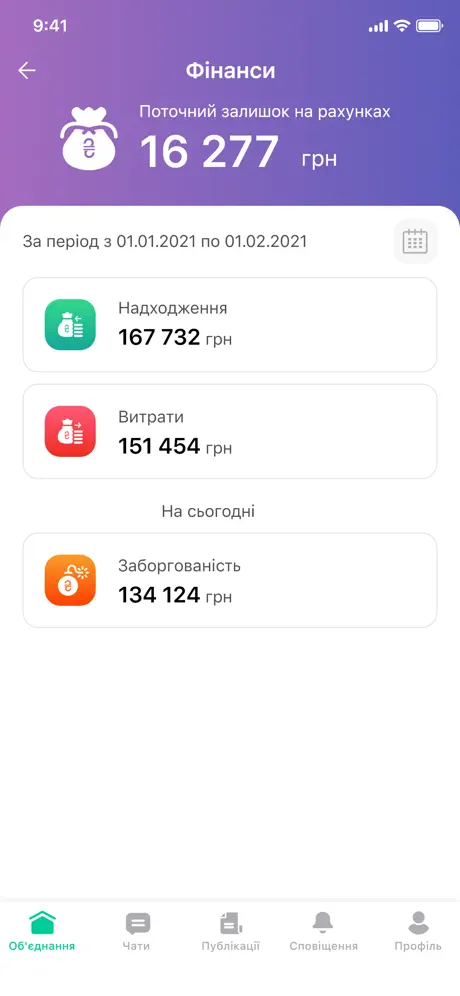 9:41
Фінанси
Поточний залишок на рахунках
16 277 грн
За період з 01.01.2021 по 01.02.2021
Надходження
167 732 грн
Витрати
151 454 грн
На сьогодні
Заборгованість
134 124 грн
Об'єднання Чати Публікації Сповіщення Профіль